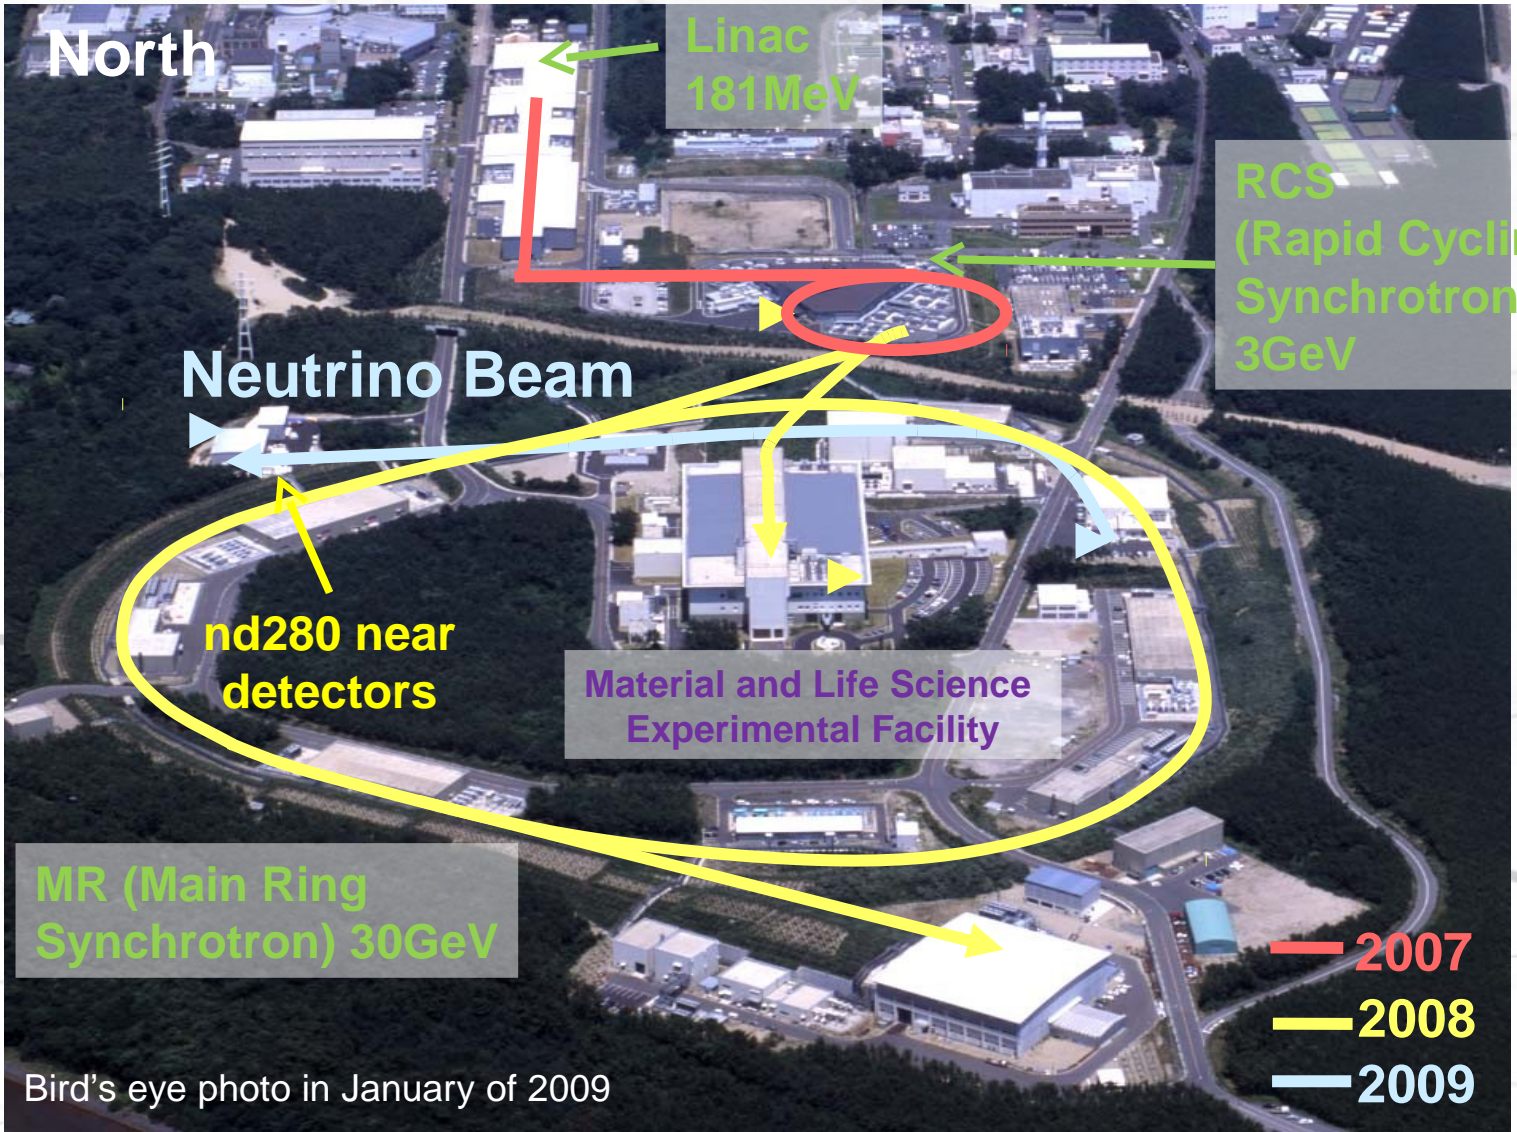 North
Linac
181MeV
RCS
(Rapid Cyclin
Synchrotron
3GeV
Neutrino Beam
nd280 near
detectors
Material and Life Science
Experimental Facility
MR (Main Ring
Synchrotron) 30GeV
2007
2008
2009
Bird's eye photo in January of 2009